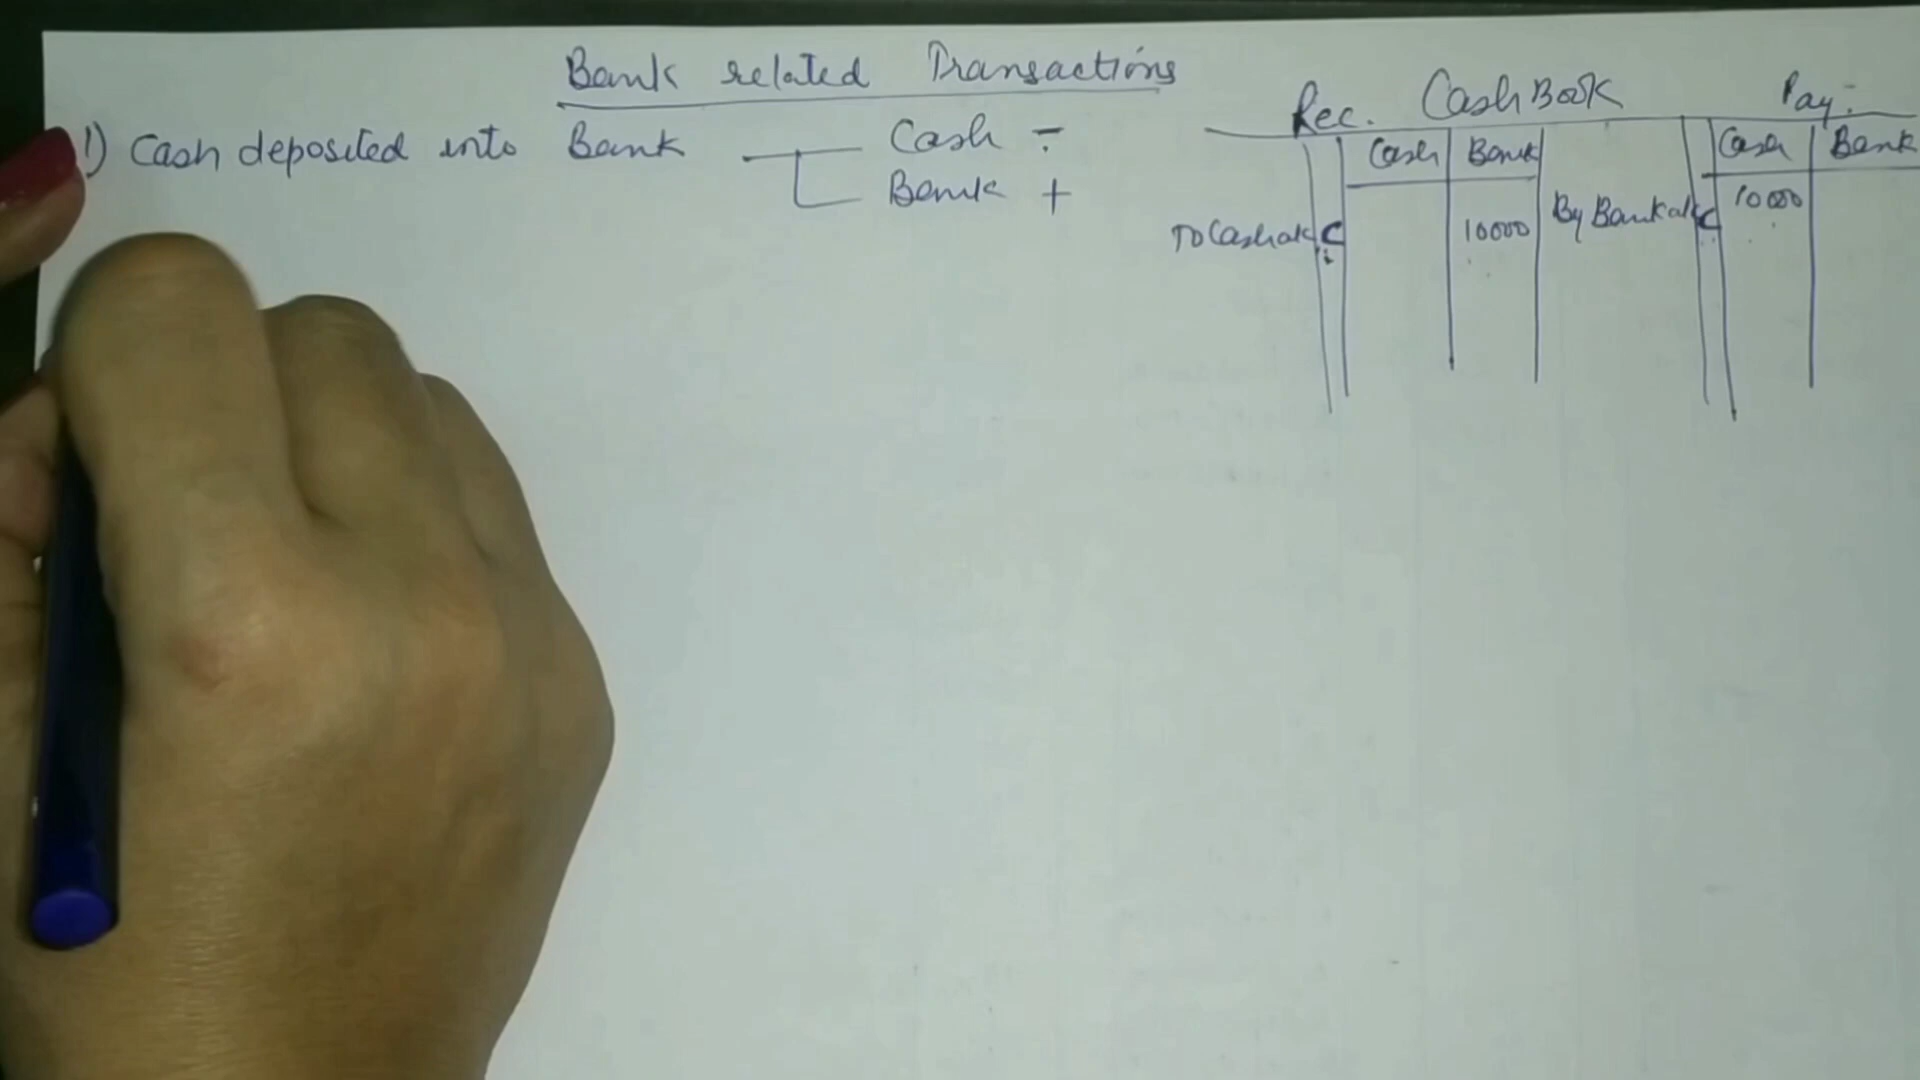 Bank related Transactions
1) Cash deposited into Bank
Cash -
Bank +
Cash Book
Rec.
Pay.
Cash Bank
Cash Bank
To Cash a/c C 10000
By Bank a/c C 10000